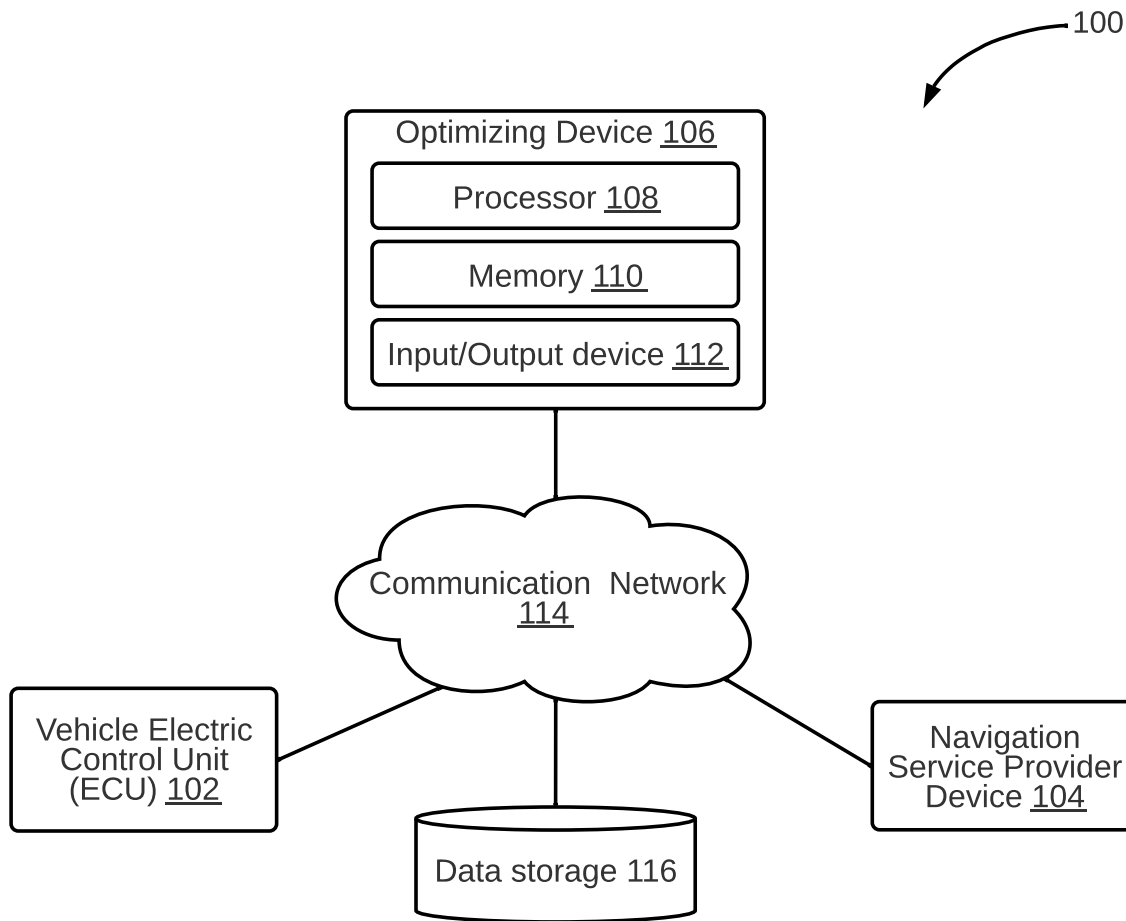 100
Optimizing Device 106
Processor 108
Memory 110
Input/Output device 112
Communication Network
114
Vehicle Electric
Control Unit
(ECU) 102
Navigation
Service Provider
Device 104
Data storage 116